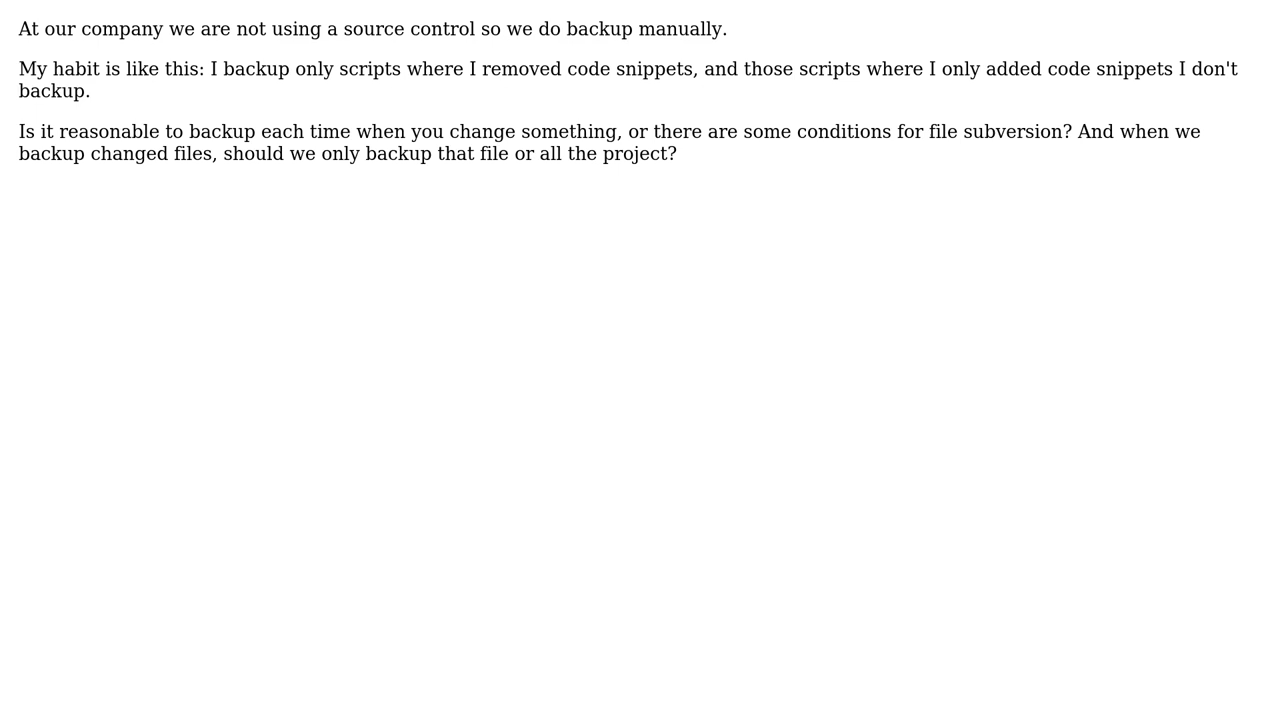 At our company we are not using a source control so we do backup manually.
My habit is like this: I backup only scripts where I removed code snippets, and those scripts where I only added code snippets I don't
backup.
Is it reasonable to backup each time when you change something, or there are some conditions for file subversion? And when we
backup changed files, should we only backup that file or all the project?